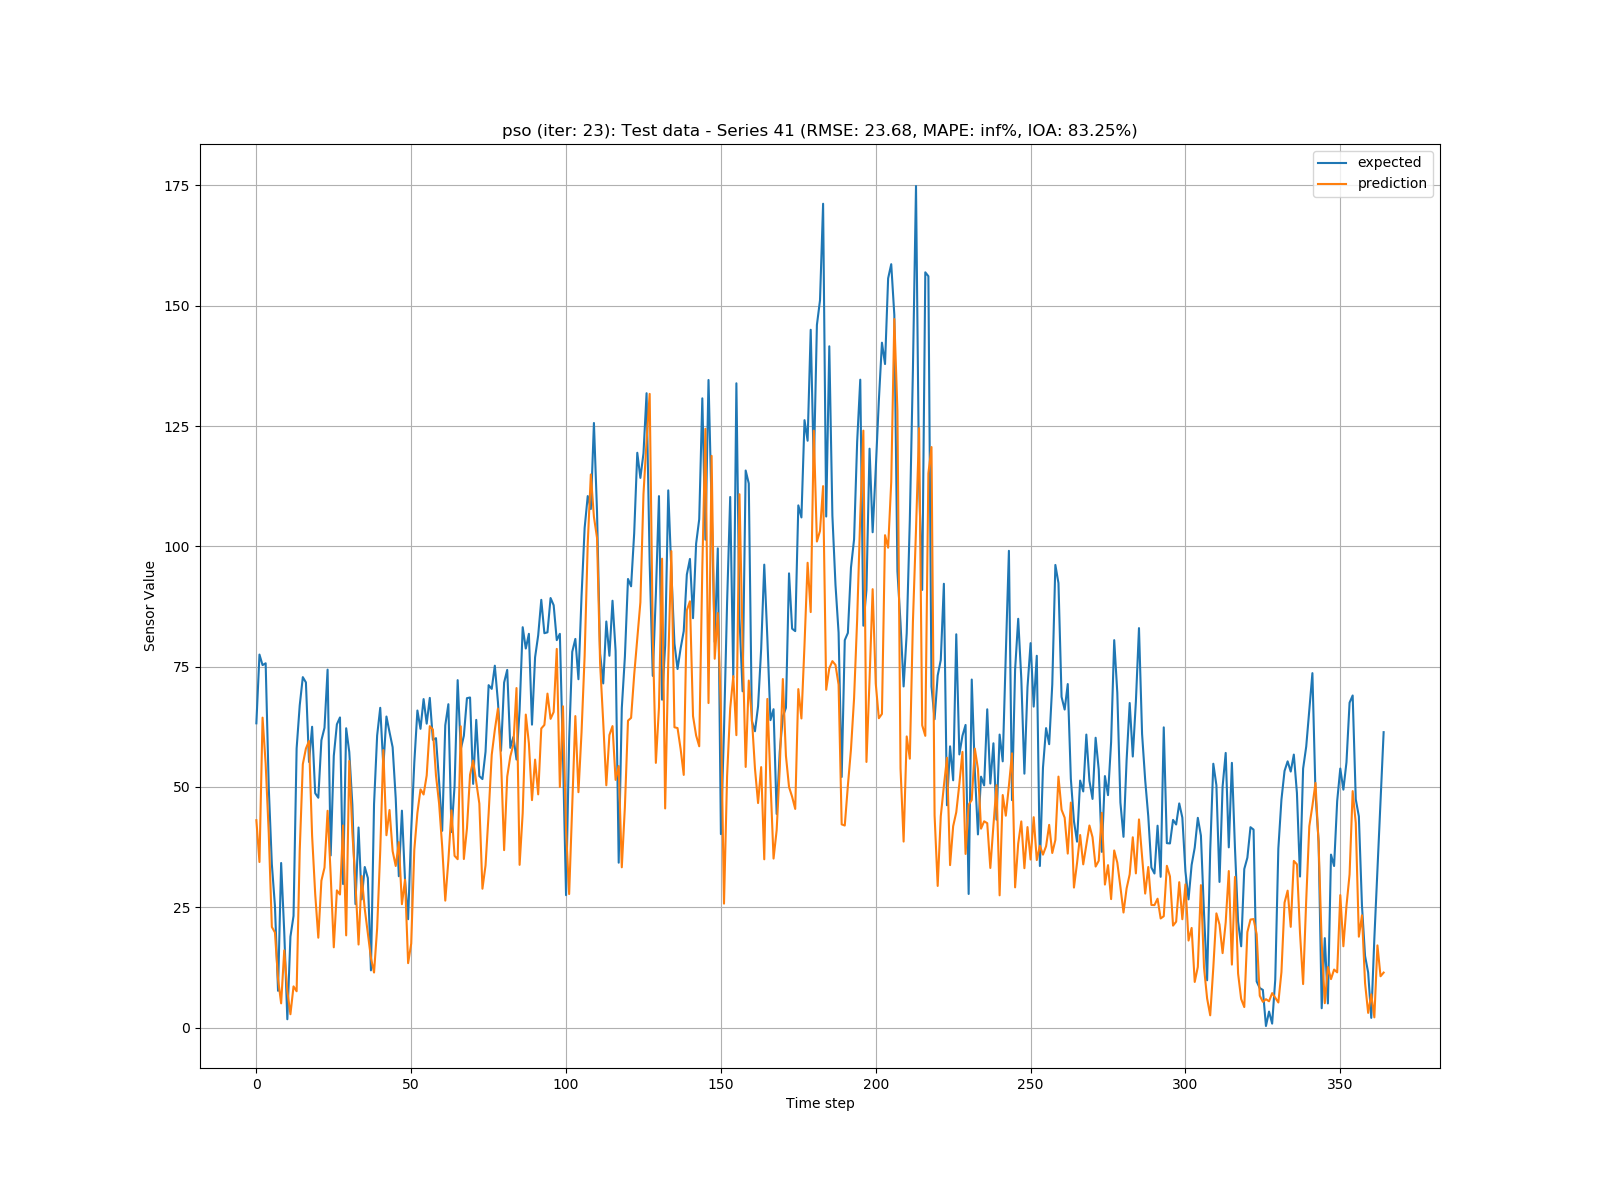 pso (iter: 23): Test data - Series 41 (RMSE: 23.68, MAPE: inf%, IOA: 83.25%)
expected
prediction
175
150
125
100
75
50
25
0
Sensor Value
0 50 100 150 200 250 300 350
Time step